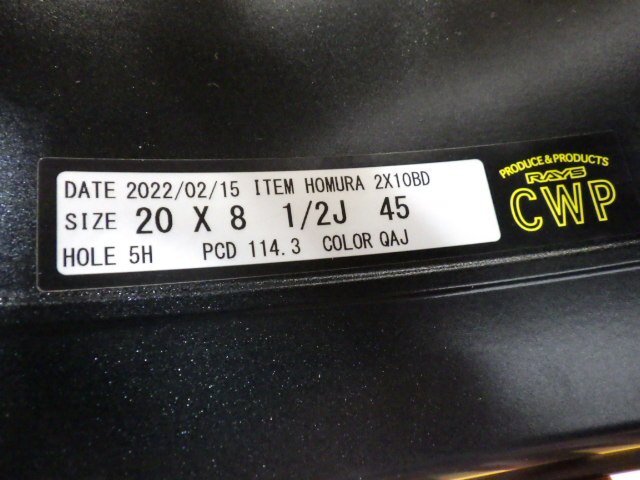 DATE 2022/02/15 ITEM HOMURA 2X10BD
SIZE 20 X 8 1/2J 45
HOLE 5H PCD 114.3 COLOR QAJ
PRODUCE & PRODUCTS
RAYS
CWP